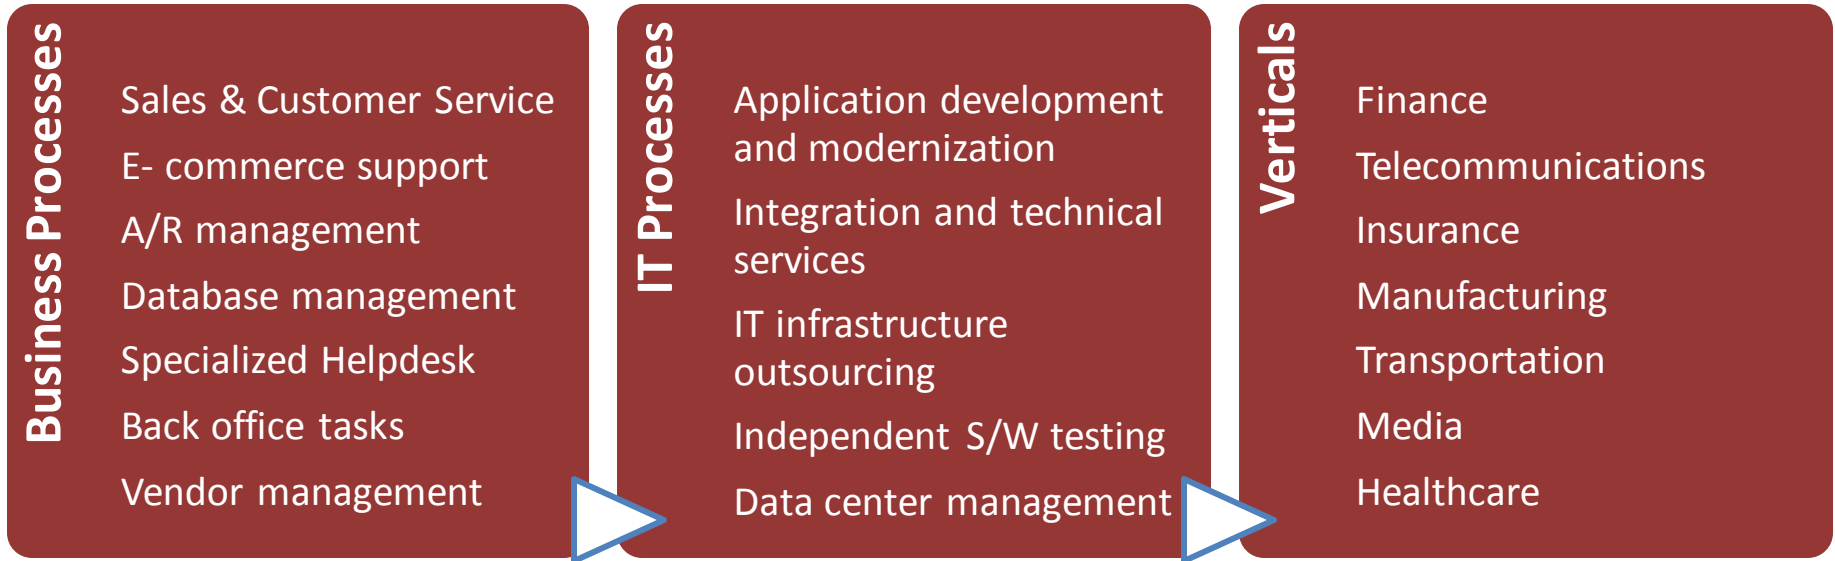 Business Processes
Sales & Customer Service
E- commerce support
A/R management
Database management
Specialized Helpdesk
Back office tasks
Vendor management
IT Processes
Application development
and modernization
Integration and technical
services
IT infrastructure
outsourcing
Independent S/W testing
Data center management
Verticals
Finance
Telecommunications
Insurance
Manufacturing
Transportation
Media
Healthcare